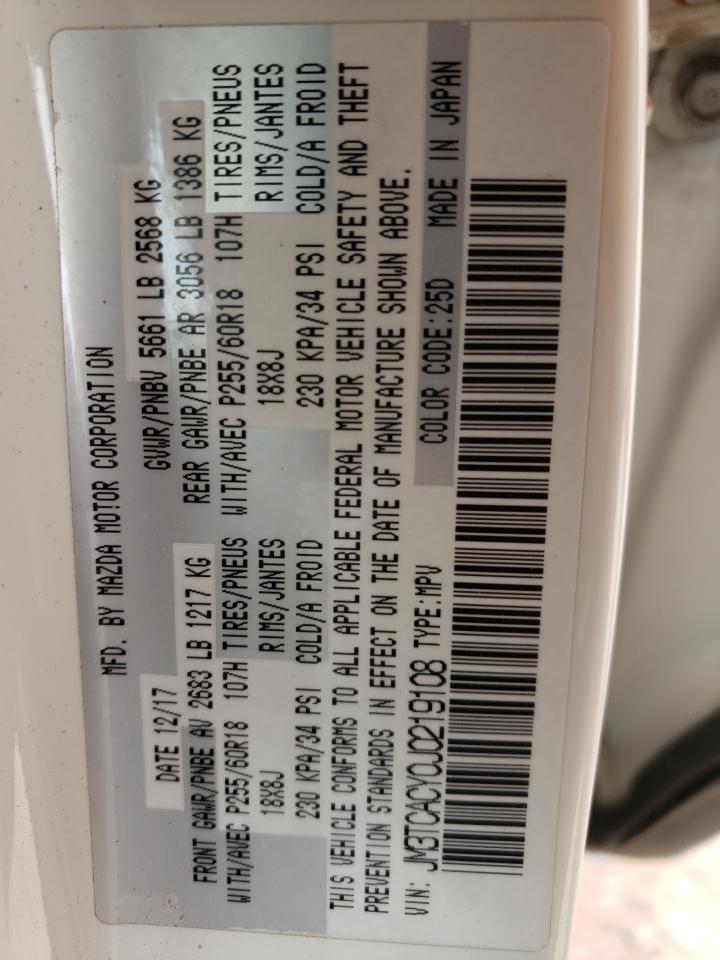 MFD. BY MAZDA MOTOR CORPORATION
DATE 12/17 GVWR/PNBV 5661 LB 2568 KG
FRONT GAWR/PNBE AV 2683 LB 1217 KG REAR GAWR/PNBE AR 3056 LB 1386 KG
WITH/AVEC P255/60R18 107H TIRES/PNEUS WITH/AVEC P255/60R18 107H TIRES/PNEUS
18X8J RIMS/JANTES 18X8J RIMS/JANTES
230 KPA/34 PSI COLD/A FROID 230 KPA/34 PSI COLD/A FROID
THIS VEHICLE CONFORMS TO ALL APPLICABLE FEDERAL MOTOR VEHICLE SAFETY AND THEFT
PREVENTION STANDARDS IN EFFECT ON THE DATE OF MANUFACTURE SHOWN ABOVE.
VIN: JM3TCACY0J0219108 TYPE:MPV COLOR CODE:25D MADE IN JAPAN